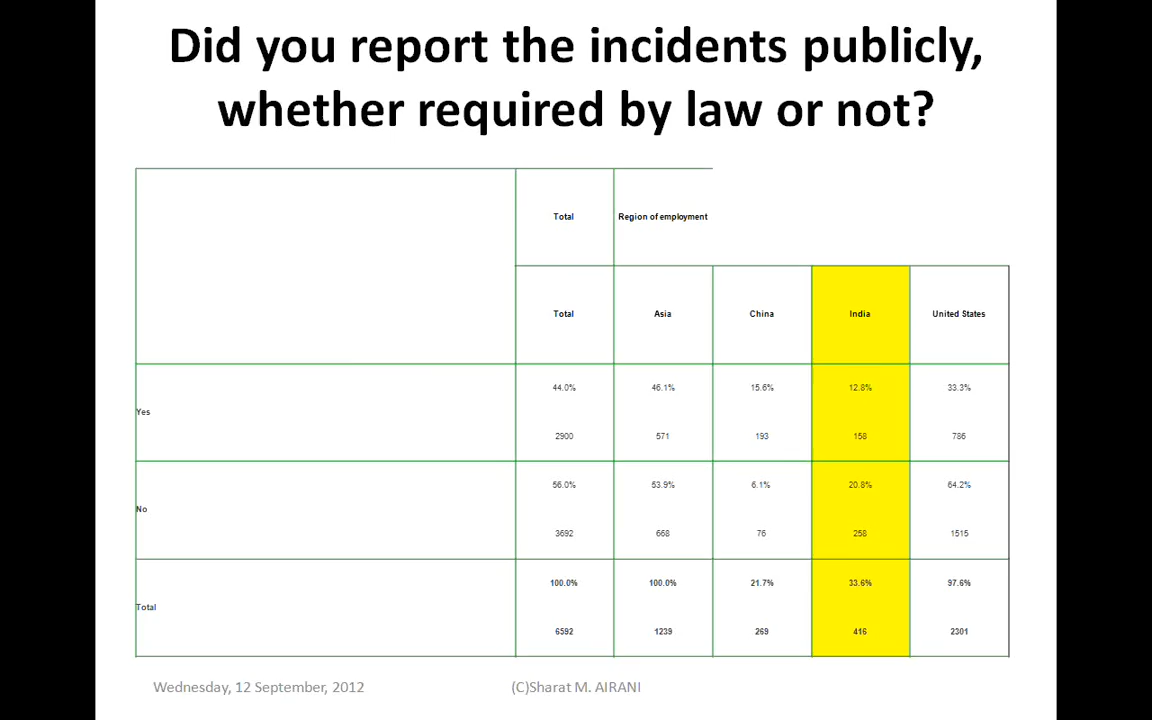 Did you report the incidents publicly,
whether required by law or not?
Total Region of employment
Total Asia China India United States
Yes
44.0% 46.1% 15.6% 12.8% 33.3%
2900 571 193 158 786
No
56.0% 53.9% 6.1% 20.8% 64.2%
3692 668 76 258 1515
Total
100.0% 100.0% 21.7% 33.6% 97.6%
6592 1239 269 416 2301
Wednesday, 12 September, 2012 (C)Sharat M. AIRANI